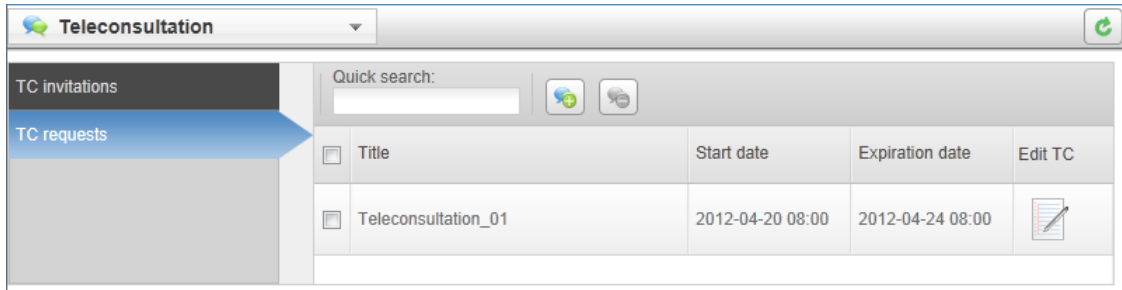 Teleconsultation
TC invitations
Quick search:
TC requests
Title Start date Expiration date Edit TC
Teleconsultation_01 2012-04-20 08:00 2012-04-24 08:00